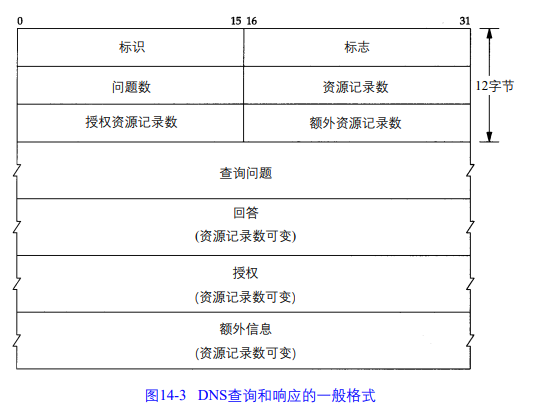 0 15 16 31
标识 标志
问题数 资源记录数 12字节
授权资源记录数 额外资源记录数
查询问题
回答
(资源记录数可变)
授权
(资源记录数可变)
额外信息
(资源记录数可变)
图14-3 DNS查询和响应的一般格式